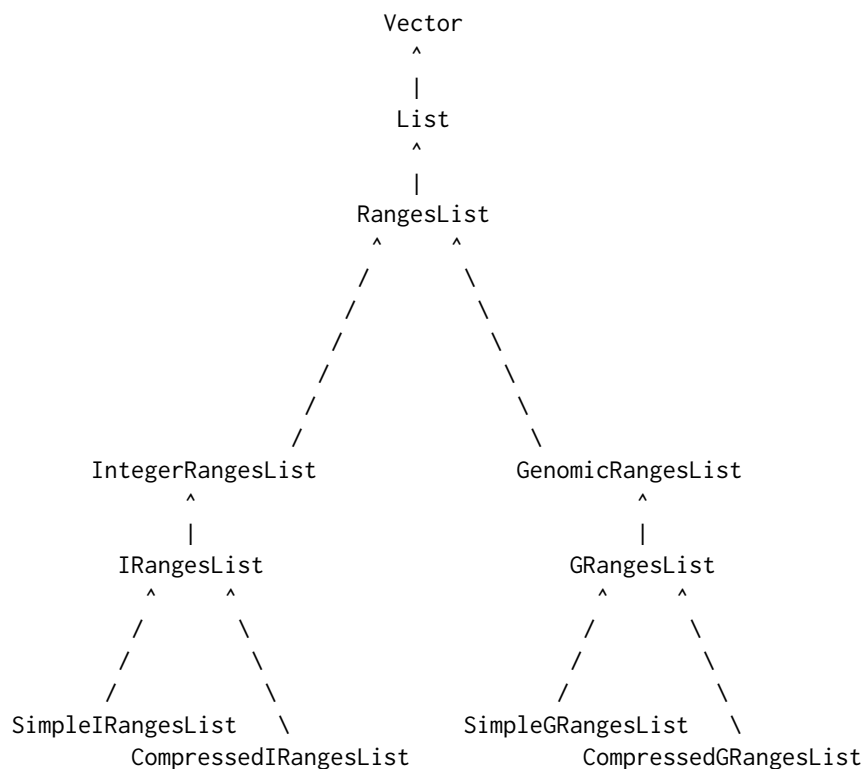 Vector
^
|
List
^
|
RangesList
^ ^
/ \
/ \
/ \
/ \
/ \
/ \
IntegerRangesList GenomicRangesList
^ ^
| |
IRangesList GRangesList
^ ^ ^ ^
/ \ / \
/ \ / \
/ \ / \
SimpleIRangesList \ SimpleGRangesList \
CompressedIRangesList CompressedGRangesList